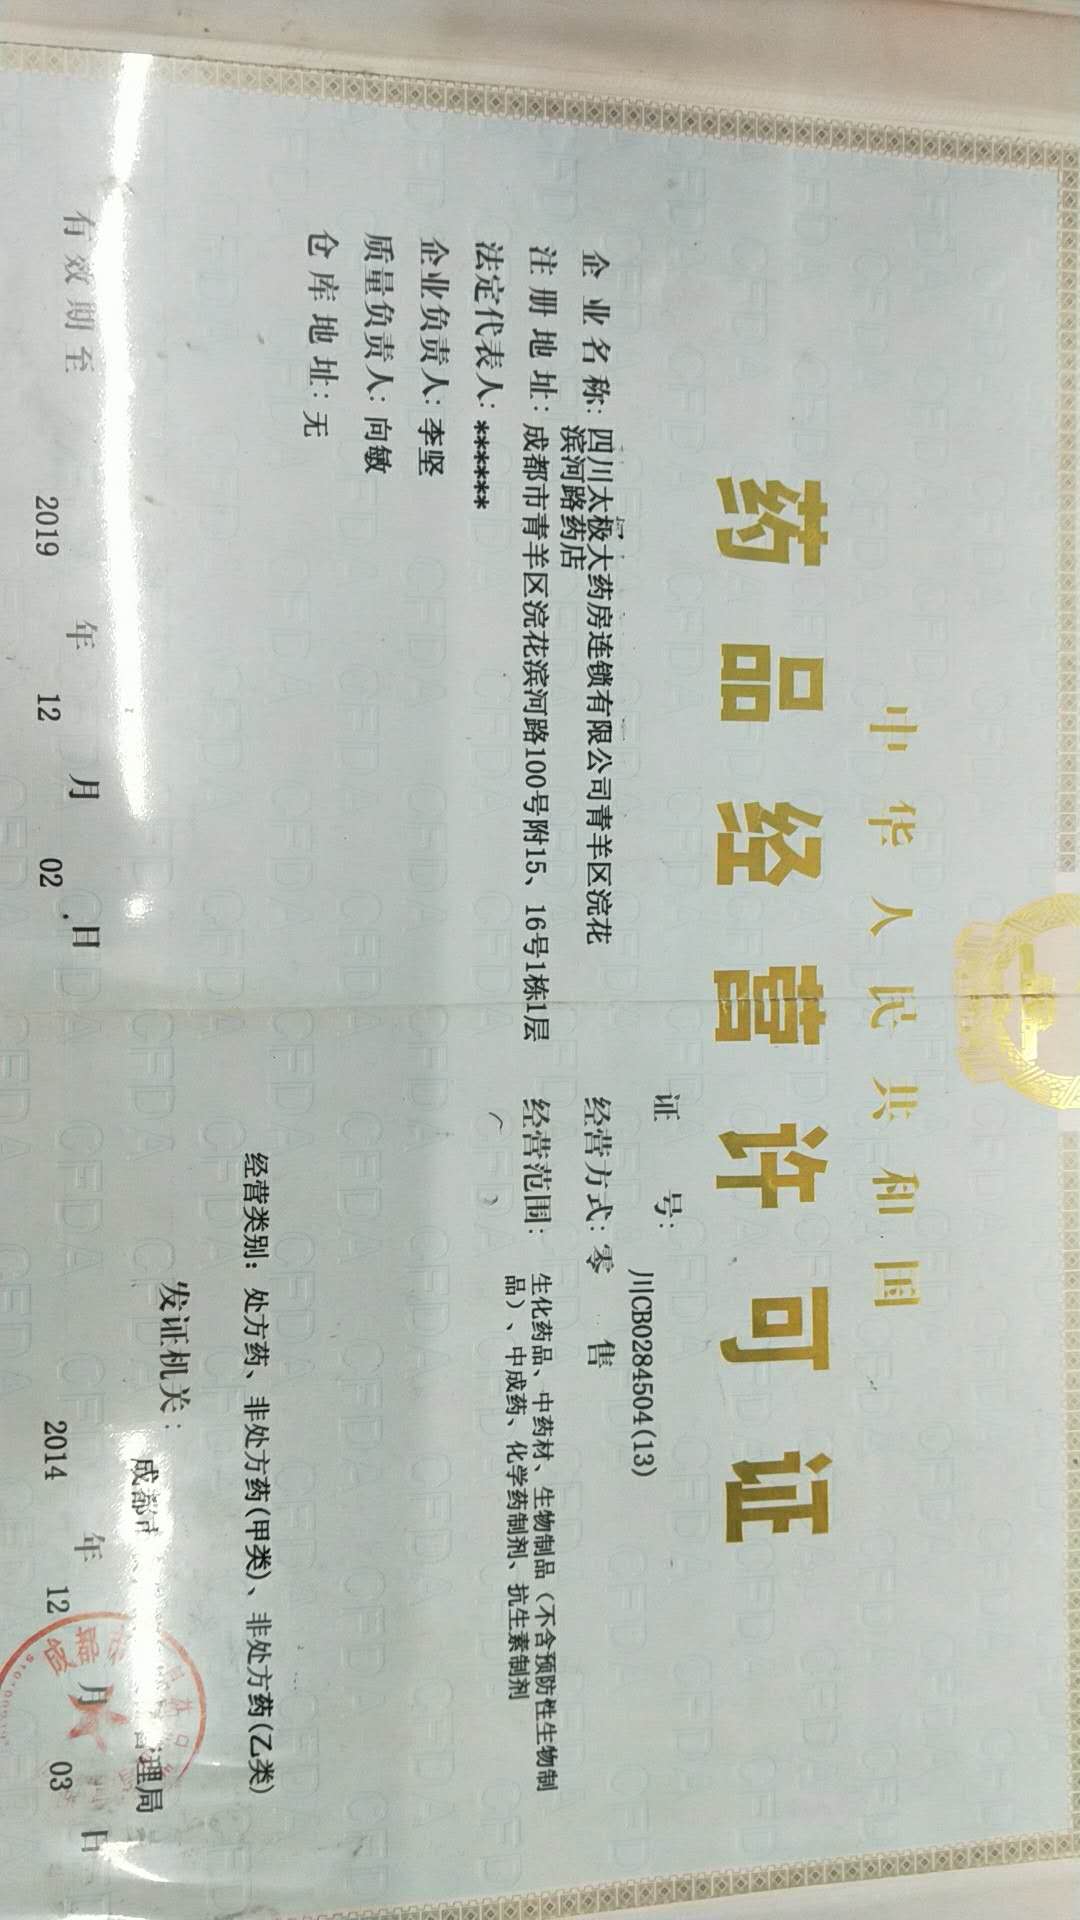 中华人民共和国
药品经营许可证
证 号: 川CB0284504(13)
企业名称: 四川太极大药房连锁有限公司青羊区浣花
滨河路药店
注册地址: 成都市青羊区浣花滨河路100号附15、16号1栋1层
法定代表人: *****
企业负责人: 李坚
质量负责人: 向敏
仓库地址: 无
经营方式: 零 售
经营范围: 生化药品、中药材、生物制品(不含预防性生物制
品)、中成药、化学药制剂、抗生素制剂
经营类别: 处方药、非处方药(甲类)、非处方药(乙类)
发证机关:
成都市 管理局
有效期至 2019 年 12 月 02 日
2014 年 12 月 03 日